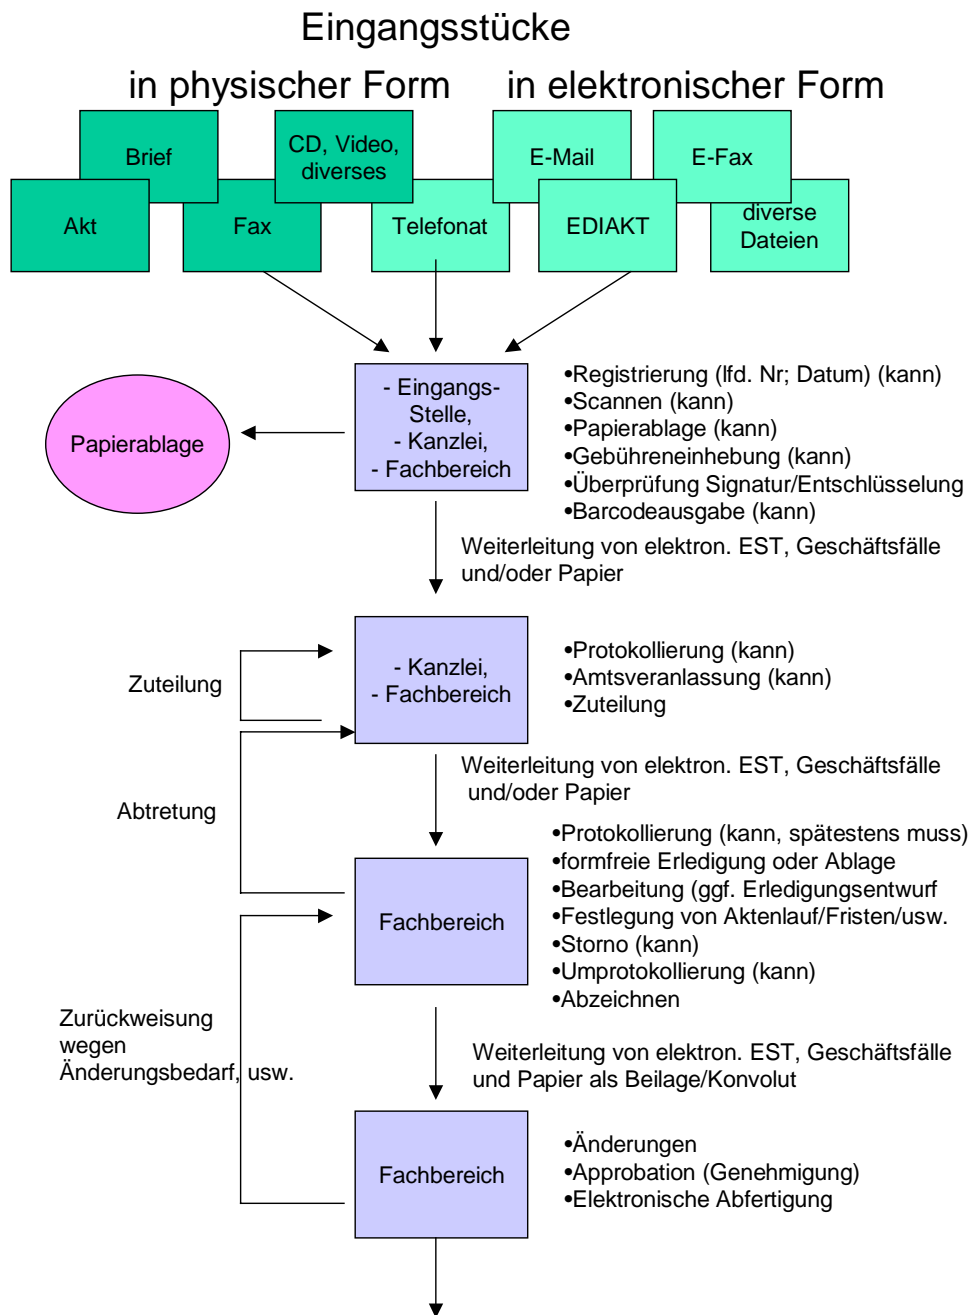 Eingangsstücke
in physischer Form
in elektronischer Form
Brief
CD, Video,
diverses
E-Mail
E-Fax
Akt
Fax
Telefonat
EDIAKT
diverse
Dateien
Papierablage
- Eingangs-
Stelle,
- Kanzlei,
- Fachbereich
•Registrierung (lfd. Nr; Datum) (kann)
•Scannen (kann)
•Papierablage (kann)
•Gebühreneinhebung (kann)
•Überprüfung Signatur/Entschlüsselung
•Barcodeausgabe (kann)
Weiterleitung von elektron. EST, Geschäftsfälle
und/oder Papier
Zuteilung
- Kanzlei,
- Fachbereich
•Protokollierung (kann)
•Amtsveranlassung (kann)
•Zuteilung
Weiterleitung von elektron. EST, Geschäftsfälle
und/oder Papier
Abtretung
Fachbereich
•Protokollierung (kann, spätestens muss)
•formfreie Erledigung oder Ablage
•Bearbeitung (ggf. Erledigungsentwurf
•Festlegung von Aktenlauf/Fristen/usw.
•Storno (kann)
•Umprotokollierung (kann)
•Abzeichnen
Zurückweisung
wegen
Änderungsbedarf, usw.
Weiterleitung von elektron. EST, Geschäftsfälle
und Papier als Beilage/Konvolut
Fachbereich
•Änderungen
•Approbation (Genehmigung)
•Elektronische Abfertigung